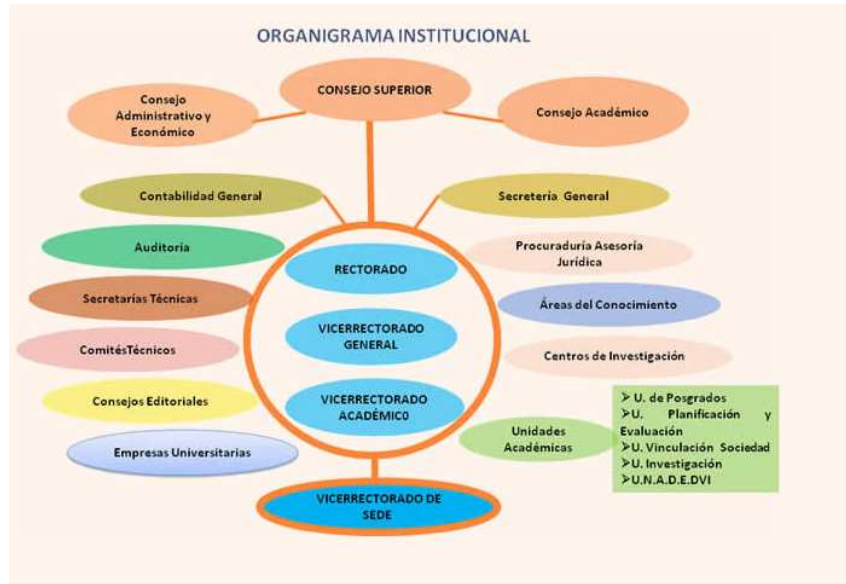 ORGANIGRAMA INSTITUCIONAL
CONSEJO SUPERIOR
Consejo
Administrativo y
Económico
Consejo Académico
Contabilidad General
Secretería General
Auditoria
RECTORADO
Procuraduría Asesoría
Jurídica
Secretarías Técnicas
Áreas del Conocimiento
VICERRECTORADO
GENERAL
ComitésTécnicos
Centros de Investigación
Consejos Editoriales
VICERRECTORADO
ACADÉMIC0
Unidades
Académicas
➢ U. de Posgrados
➢U. Planificación y
Evaluación
➢U. Vinculación Sociedad
➢U. Investigación
➢U.N.A.D.E.DVI
Empresas Universitarias
VICERRECTORADO DE
SEDE